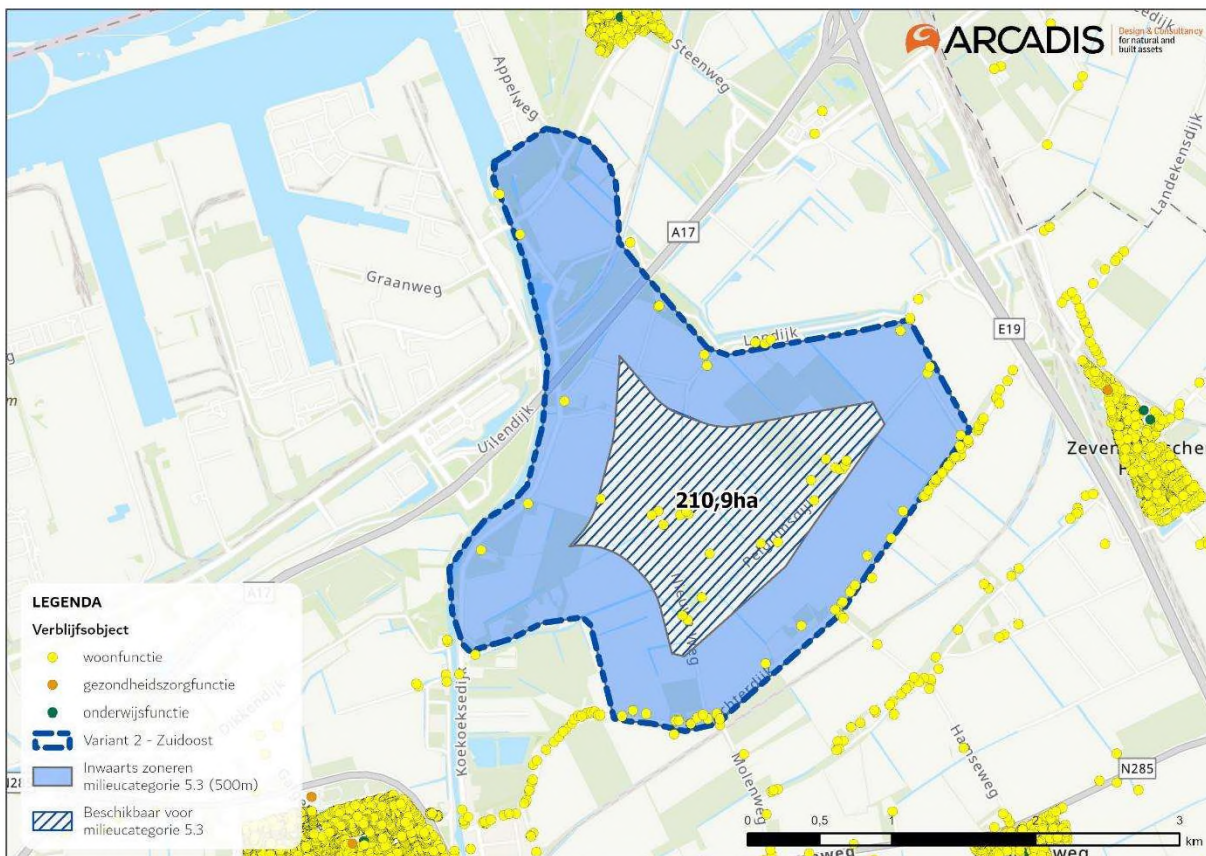 ARCADIS
Design & Consultancy
for natural and
built assets
Steenweg
Appelweg
Landekensdijk
A17
Graanweg
E19
Uilendijk
210,9ha
A17
Koekoeksedijk
Molenweg
Hamseweg
N285
LEGENDA
Verblijfsobject
woonfunctie
gezondheidszorgfunctie
onderwijsfunctie
Variant 2 - Zuidoost
Inwaarts zoneren
milieucategorie 5.3 (500m)
Beschikbaar voor
milieucategorie 5.3
0 0,5 1 2 3
km